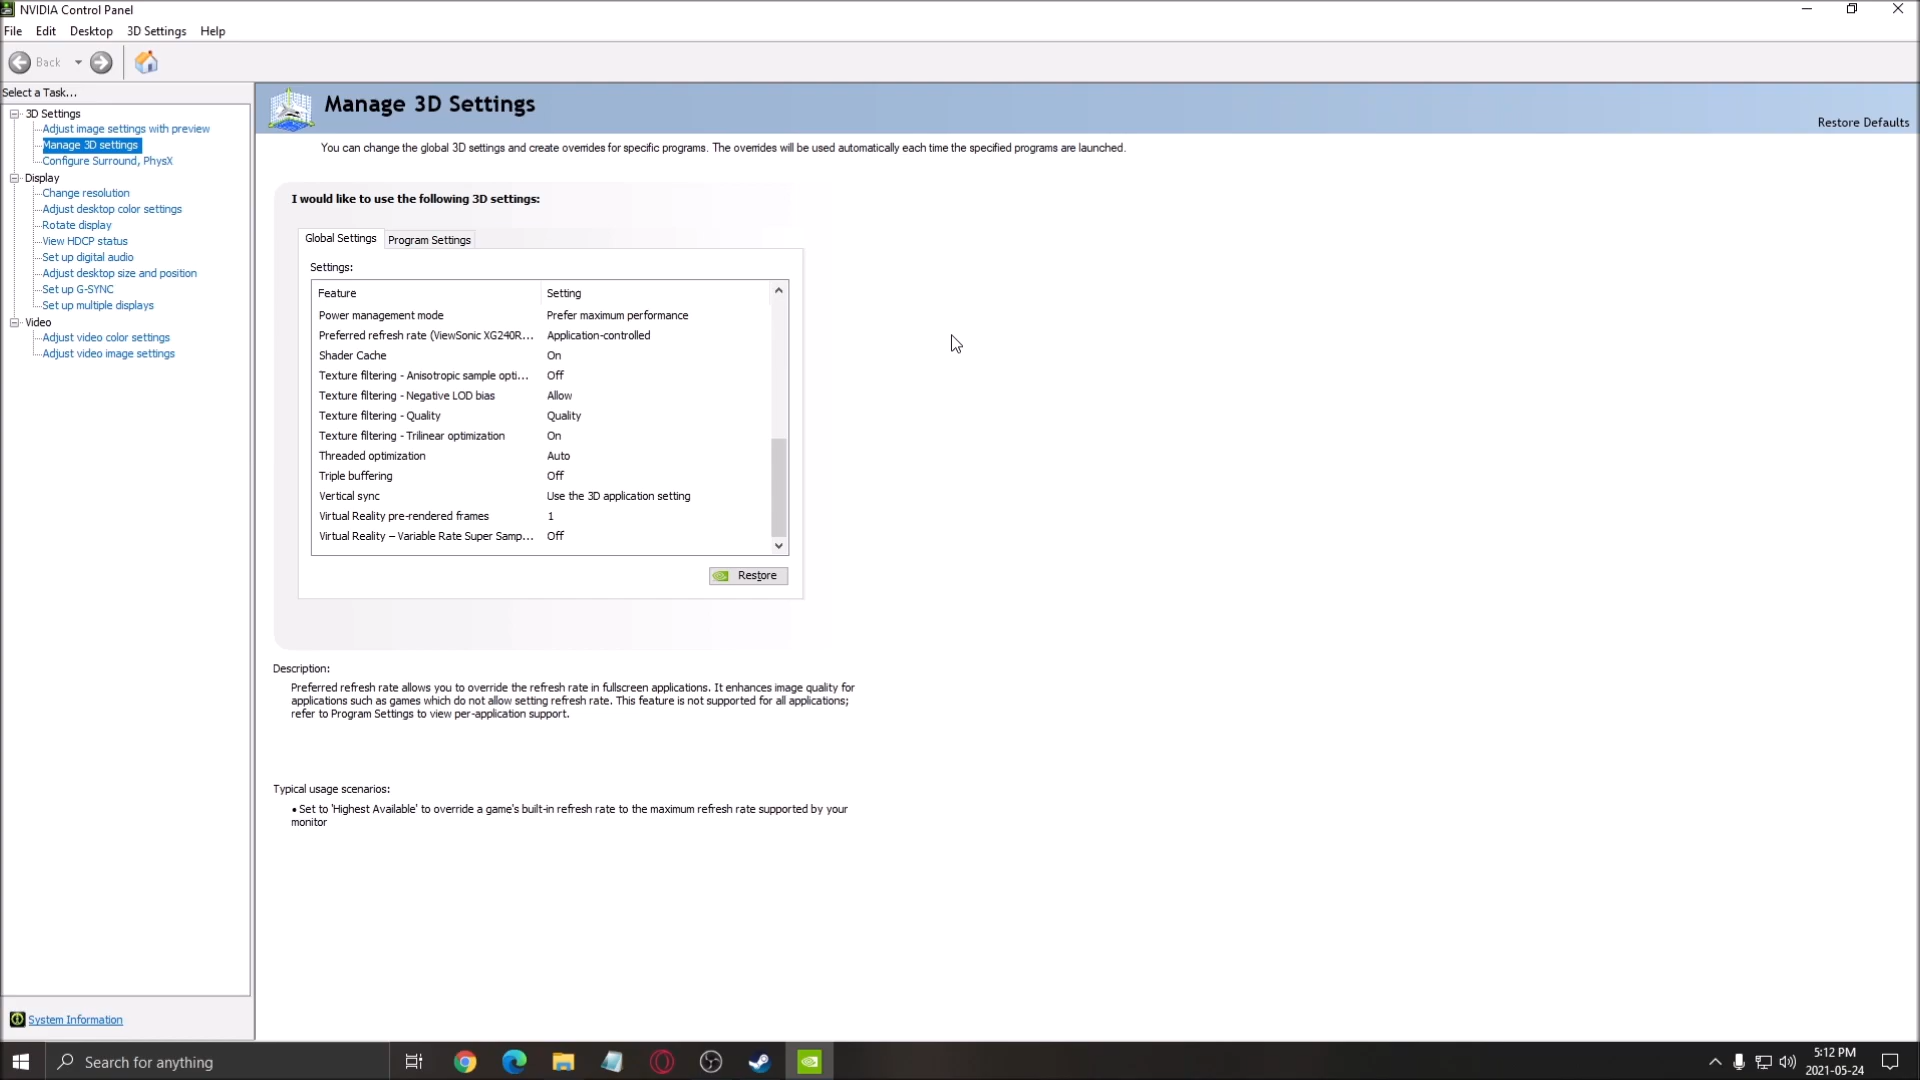 NVIDIA Control Panel
File Edit Desktop 3D Settings Help
Back
Select a Task...
3D Settings
Adjust image settings with preview
Manage 3D settings
Configure Surround, PhysX
Display
Change resolution
Adjust desktop color settings
Rotate display
View HDCP status
Set up digital audio
Adjust desktop size and position
Set up G-SYNC
Set up multiple displays
Video
Adjust video color settings
Adjust video image settings
System Information
Manage 3D Settings
Restore Defaults
You can change the global 3D settings and create overrides for specific programs. The overrides will be used automatically each time the specified programs are launched.
I would like to use the following 3D settings:
Global Settings Program Settings
Settings:
Feature Setting
Power management mode Prefer maximum performance
Preferred refresh rate (ViewSonic XG240R... Application-controlled
Shader Cache On
Texture filtering - Anisotropic sample opti... Off
Texture filtering - Negative LOD bias Allow
Texture filtering - Quality Quality
Texture filtering - Trilinear optimization On
Threaded optimization Auto
Triple buffering Off
Vertical sync Use the 3D application setting
Virtual Reality pre-rendered frames 1
Virtual Reality – Variable Rate Super Samp... Off
Restore
Description:
Preferred refresh rate allows you to override the refresh rate in fullscreen applications. It enhances image quality for
applications such as games which do not allow setting refresh rate. This feature is not supported for all applications;
refer to Program Settings to view per-application support.
Typical usage scenarios:
• Set to 'Highest Available' to override a game's built-in refresh rate to the maximum refresh rate supported by your
monitor
Search for anything
5:12 PM
2021-05-24